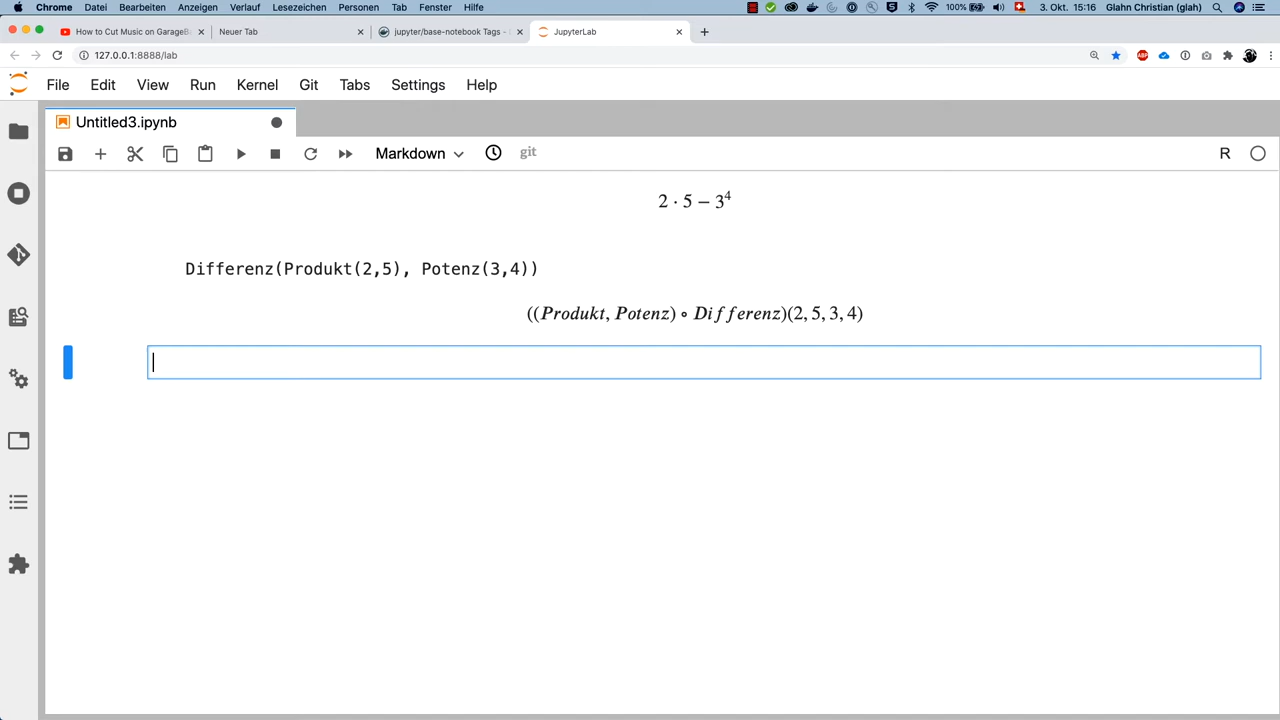 Chrome Datei Bearbeiten Anzeigen Verlauf Lesezeichen Personen Tab Fenster Hilfe 100% 3. Okt. 15:16 Glahn Christian (glah)
How to Cut Music on GarageBa Neuer Tab jupyter/base-notebook Tags - JupyterLab
127.0.0.1:8888/lab ABP
File Edit View Run Kernel Git Tabs Settings Help
Untitled3.ipynb
Markdown git R
2 · 5 − 3⁴
Differenz(Produkt(2,5), Potenz(3,4))
((Produkt, Potenz) ∘ Differenz)(2, 5, 3, 4)